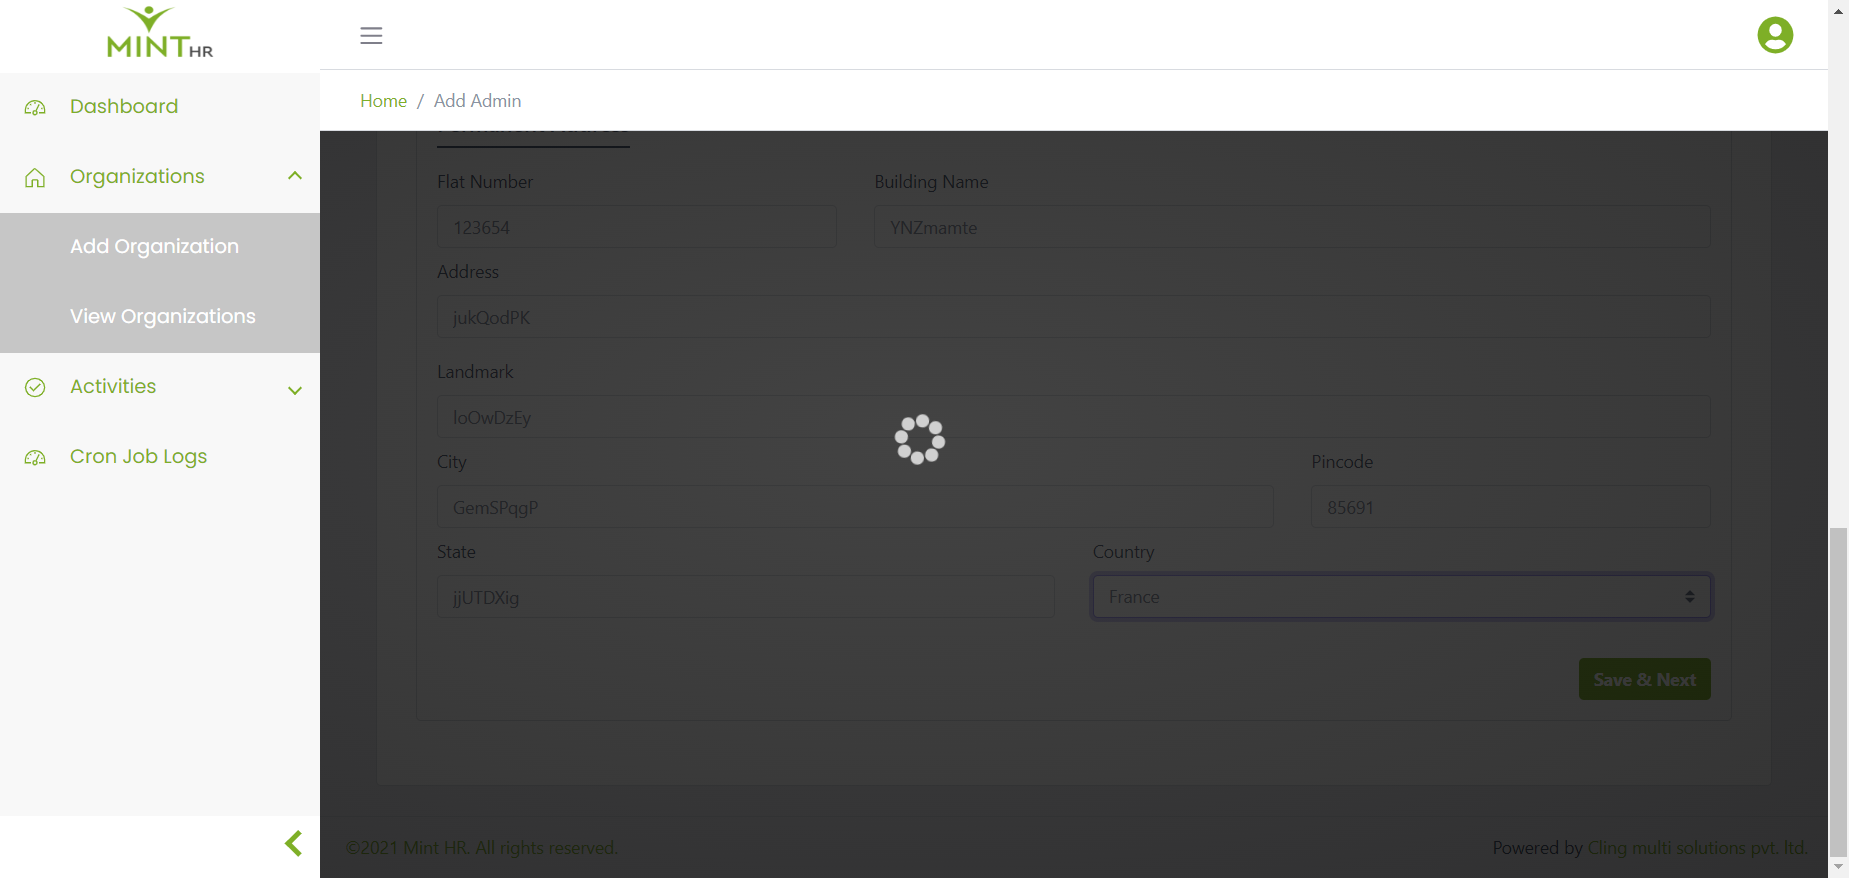 MINT HR
Home / Add Admin
Dashboard
Organizations
Add Organization
View Organizations
Activities
Cron Job Logs
Flat Number
Building Name
123654
YNZmamte
Address
jukQodPK
Landmark
loOwDzEy
City
Pincode
GemSPqgP
85691
State
Country
jjUTDXig
France
Save & Next
©2021 Mint HR. All rights reserved.
Powered by Cling multi solutions pvt. ltd.